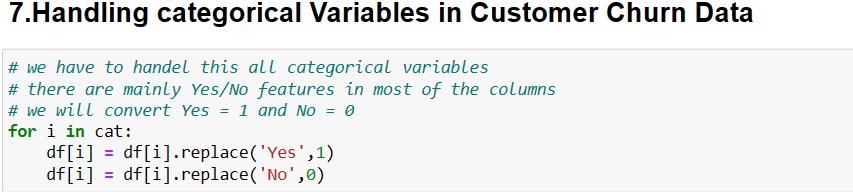 7.Handling categorical Variables in Customer Churn Data
# we have to handel this all categorical variables
# there are mainly Yes/No features in most of the columns
# we will convert Yes = 1 and No = 0
for i in cat:
    df[i] = df[i].replace('Yes',1)
    df[i] = df[i].replace('No',0)